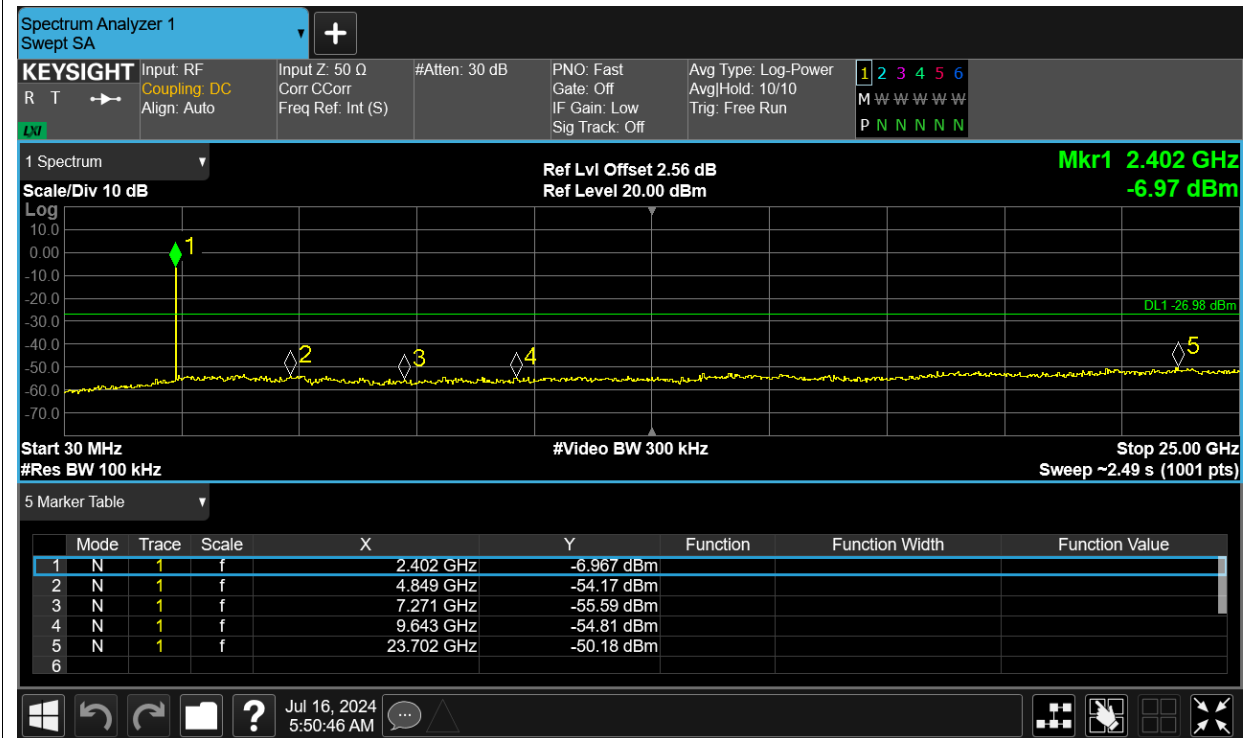 Spectrum Analyzer 1
Swept SA
+
KEYSIGHT
R T
LXI
Input: RF
Coupling: DC
Align: Auto
Input Z: 50 Ω
Corr CCorr
Freq Ref: Int (S)
#Atten: 30 dB
PNO: Fast
Gate: Off
IF Gain: Low
Sig Track: Off
Avg Type: Log-Power
Avg|Hold: 10/10
Trig: Free Run
1 2 3 4 5 6
M W W W W W
P N N N N N
1 Spectrum
Scale/Div 10 dB
Ref Lvl Offset 2.56 dB
Ref Level 20.00 dBm
Mkr1 2.402 GHz
-6.97 dBm
Log
10.0
0.00
-10.0
-20.0
-30.0
-40.0
-50.0
-60.0
-70.0
1
2
3
4
5
DL1 -26.98 dBm
Start 30 MHz
#Res BW 100 kHz
#Video BW 300 kHz
Stop 25.00 GHz
Sweep ~2.49 s (1001 pts)
5 Marker Table
Mode Trace Scale X Y Function Function Width Function Value
1 N 1 f 2.402 GHz -6.967 dBm
2 N 1 f 4.849 GHz -54.17 dBm
3 N 1 f 7.271 GHz -55.59 dBm
4 N 1 f 9.643 GHz -54.81 dBm
5 N 1 f 23.702 GHz -50.18 dBm
6
?
Jul 16, 2024
5:50:46 AM